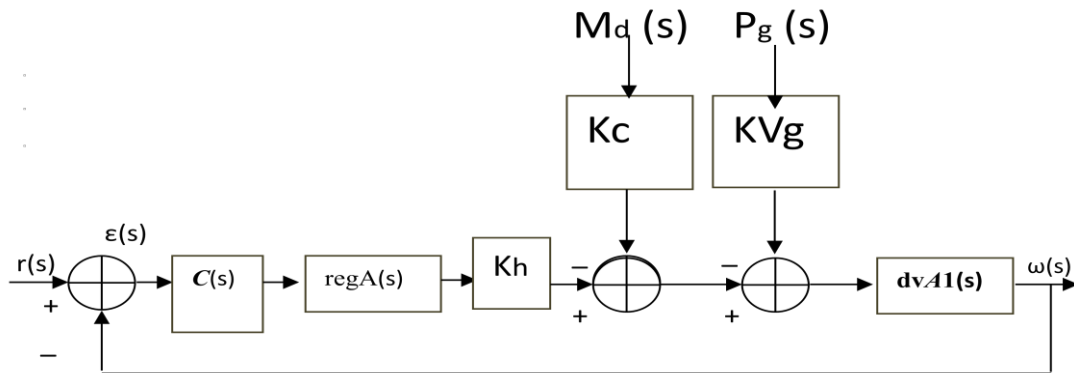 Md (s) Pg (s)
Kc KVg
ε(s)
r(s) C(s) regA(s) Kh − − dvA1(s) ω(s)
+ + +
−